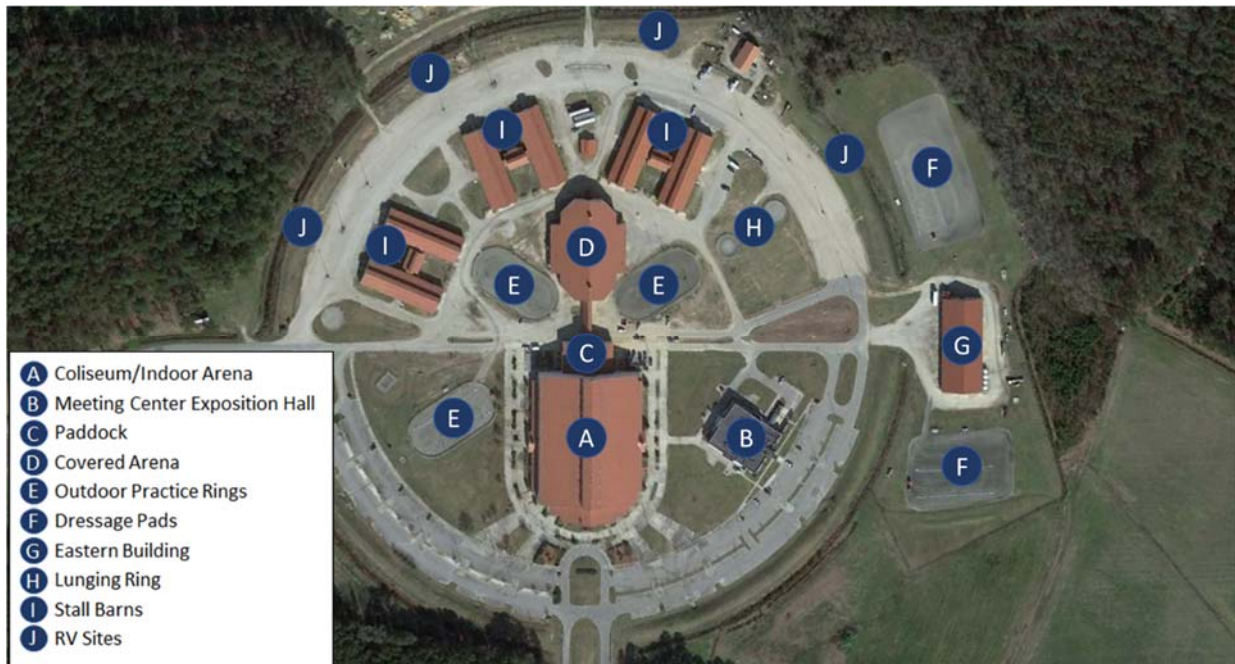 J
J
I
I
J
F
H
J
I
D
E
E
C
G
E
A
B
F
A Coliseum/Indoor Arena
B Meeting Center Exposition Hall
C Paddock
D Covered Arena
E Outdoor Practice Rings
F Dressage Pads
G Eastern Building
H Lunging Ring
I Stall Barns
J RV Sites